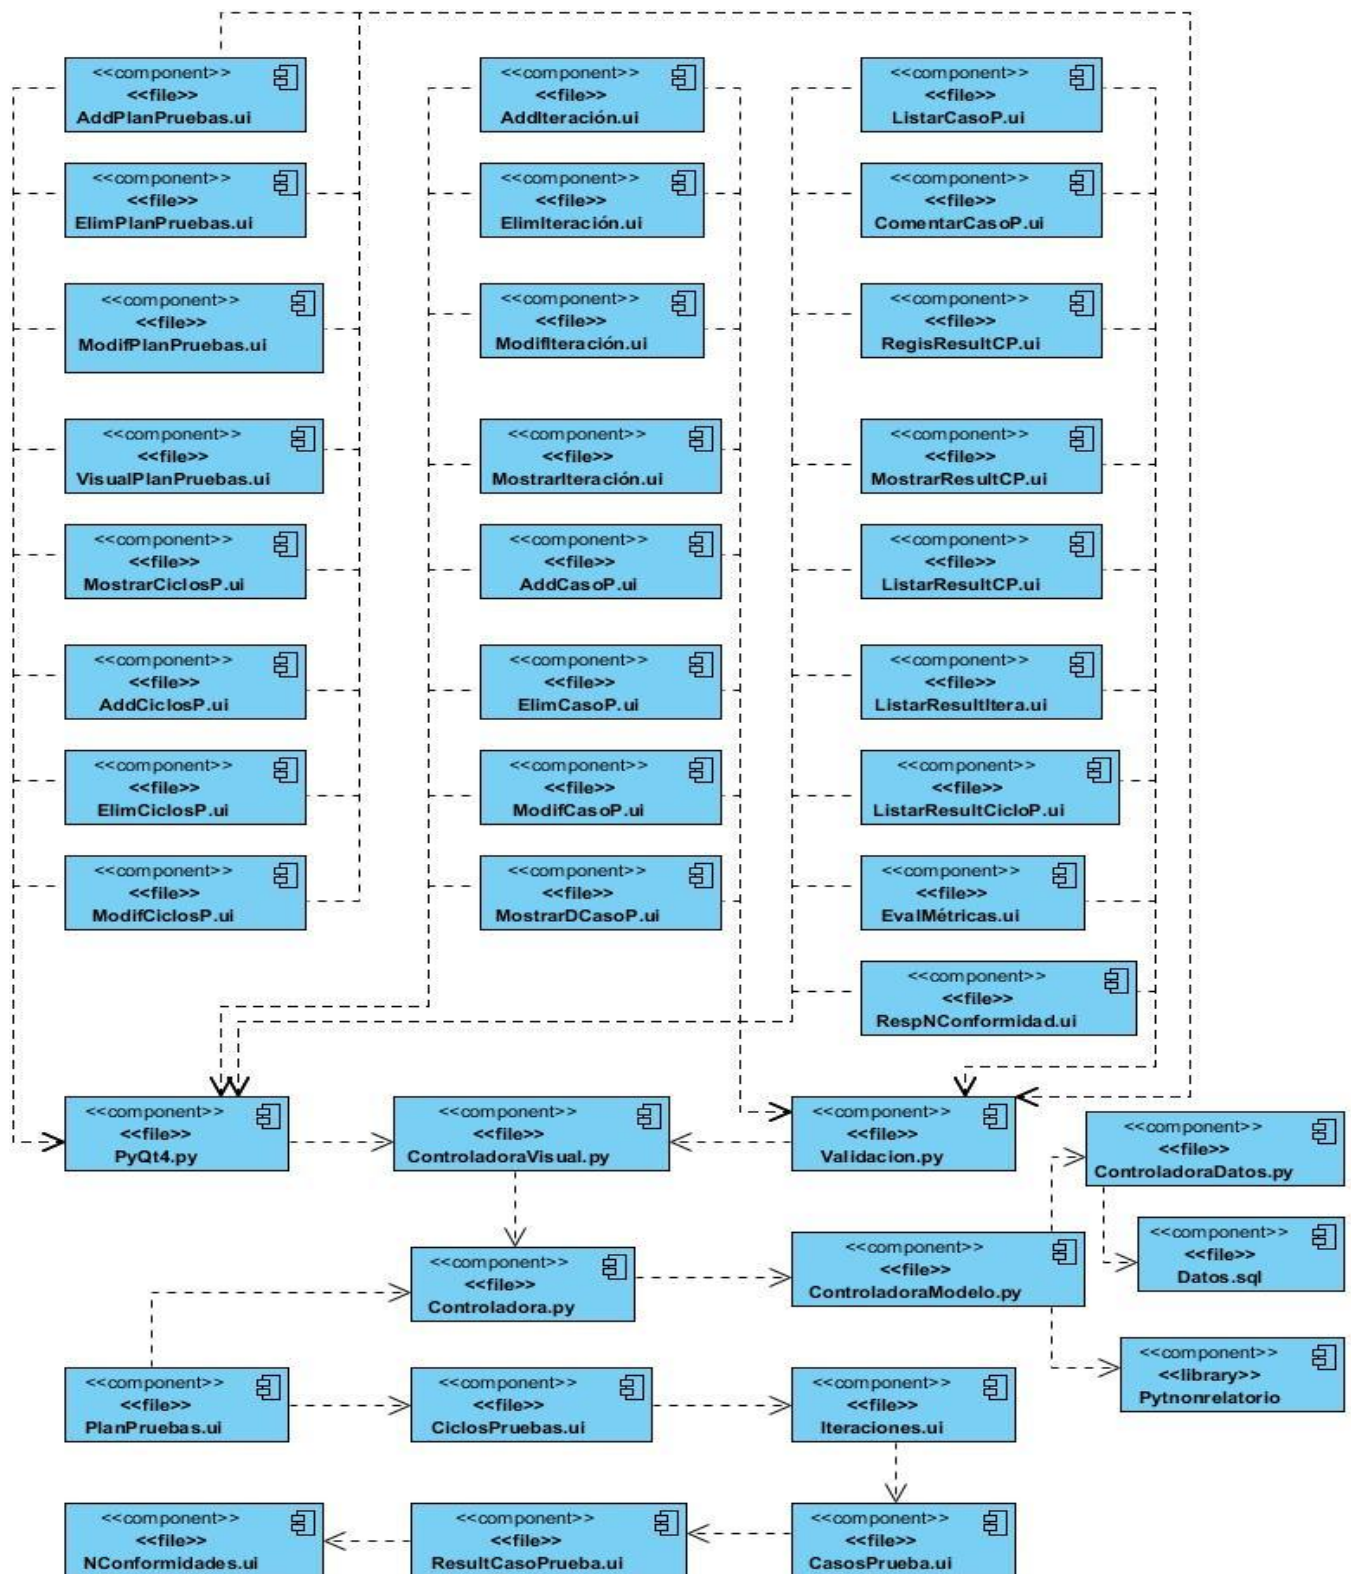 <<component>>
<<file>>
AddPlanPruebas.ui
<<component>>
<<file>>
AddIteración.ui
<<component>>
<<file>>
ListarCasoP.ui
<<component>>
<<file>>
ElimPlanPruebas.ui
<<component>>
<<file>>
ElimIteración.ui
<<component>>
<<file>>
ComentarCasoP.ui
<<component>>
<<file>>
ModifPlanPruebas.ui
<<component>>
<<file>>
ModifIteración.ui
<<component>>
<<file>>
RegisResultCP.ui
<<component>>
<<file>>
VisualPlanPruebas.ui
<<component>>
<<file>>
MostrarIteración.ui
<<component>>
<<file>>
MostrarResultCP.ui
<<component>>
<<file>>
MostrarCiclosP.ui
<<component>>
<<file>>
AddCasoP.ui
<<component>>
<<file>>
ListarResultCP.ui
<<component>>
<<file>>
AddCiclosP.ui
<<component>>
<<file>>
ElimCasoP.ui
<<component>>
<<file>>
ListarResultItera.ui
<<component>>
<<file>>
ElimCiclosP.ui
<<component>>
<<file>>
ModifCasoP.ui
<<component>>
<<file>>
ListarResultCicloP.ui
<<component>>
<<file>>
ModifCiclosP.ui
<<component>>
<<file>>
MostrarDCasoP.ui
<<component>>
<<file>>
EvalMétricas.ui
<<component>>
<<file>>
RespNConformidad.ui
<<component>>
<<file>>
PyQt4.py
<<component>>
<<file>>
ControladoraVisual.py
<<component>>
<<file>>
Validacion.py
<<component>>
<<file>>
ControladoraDatos.py
<<component>>
<<file>>
Datos.sql
<<component>>
<<file>>
Controladora.py
<<component>>
<<file>>
ControladoraModelo.py
<<component>>
<<library>>
Pytnonrelatorio
<<component>>
<<file>>
PlanPruebas.ui
<<component>>
<<file>>
CiclosPruebas.ui
<<component>>
<<file>>
Iteraciones.ui
<<component>>
<<file>>
NConformidades.ui
<<component>>
<<file>>
ResultCasoPrueba.ui
<<component>>
<<file>>
CasosPrueba.ui